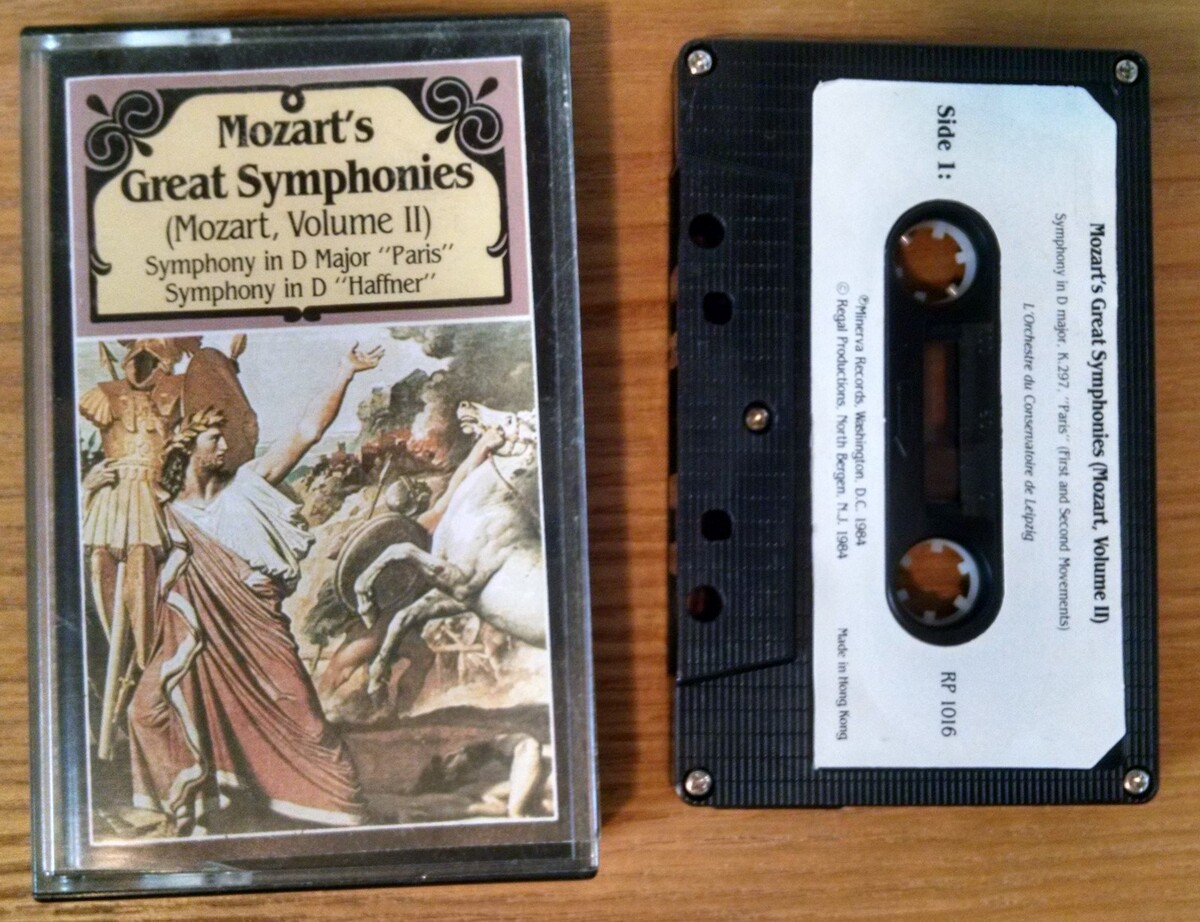 Mozart's
Great Symphonies
(Mozart, Volume II)
Symphony in D Major "Paris"
Symphony in D "Haffner"
Mozart's Great Symphonies (Mozart, Volume II)
Symphony in D major, K.297, "Paris" (First and Second Movements)
L'Orchestre du Conservatoire de Leipzig
Side 1:
RP 1016
℗Minerva Records, Washington, D.C. 1984
© Regal Productions, North Bergen, N.J. 1984
Made in Hong Kong